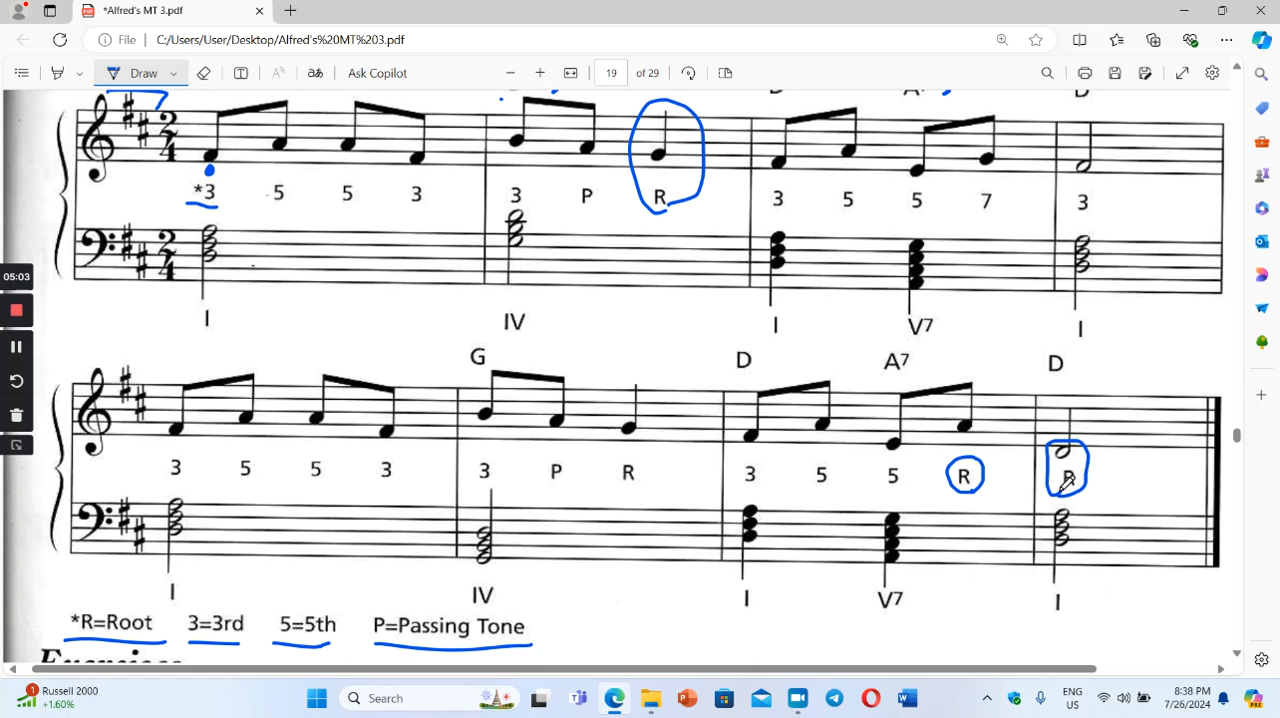 *Alfred's MT 3.pdf
File C:/Users/User/Desktop/Alfred's%20MT%203.pdf
Draw Ask Copilot 19 of 29
*3 5 5 3 3 P R 3 5 5 7 3
05:03
I IV I V7 I
G D A7 D
3 5 5 3 3 P R 3 5 5 R
I IV I V7 I
*R=Root 3=3rd 5=5th P=Passing Tone
Russell 2000
+1.60%
Search
ENG
US
8:38 PM
7/26/2024